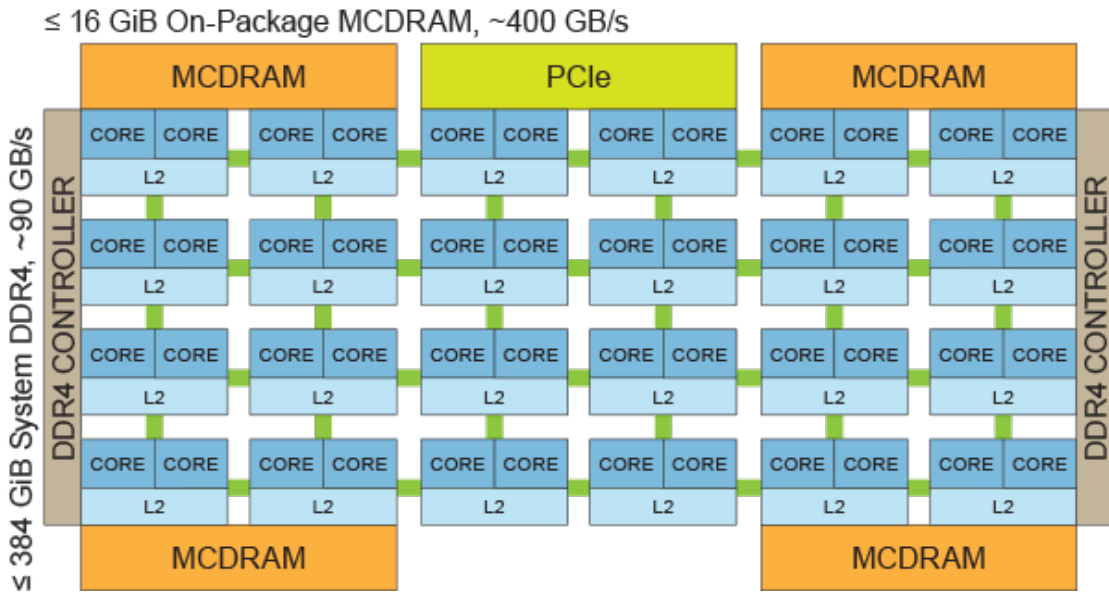 ≤ 16 GiB On-Package MCDRAM, ~400 GB/s
MCDRAM PCIe MCDRAM
≤ 384 GiB System DDR4, ~90 GB/s
DDR4 CONTROLLER
CORE CORE CORE CORE CORE CORE CORE CORE CORE CORE CORE CORE
L2 L2 L2 L2 L2 L2
CORE CORE CORE CORE CORE CORE CORE CORE CORE CORE CORE CORE
L2 L2 L2 L2 L2 L2
CORE CORE CORE CORE CORE CORE CORE CORE CORE CORE CORE CORE
L2 L2 L2 L2 L2 L2
CORE CORE CORE CORE CORE CORE CORE CORE CORE CORE CORE CORE
L2 L2 L2 L2 L2 L2
DDR4 CONTROLLER
MCDRAM MCDRAM